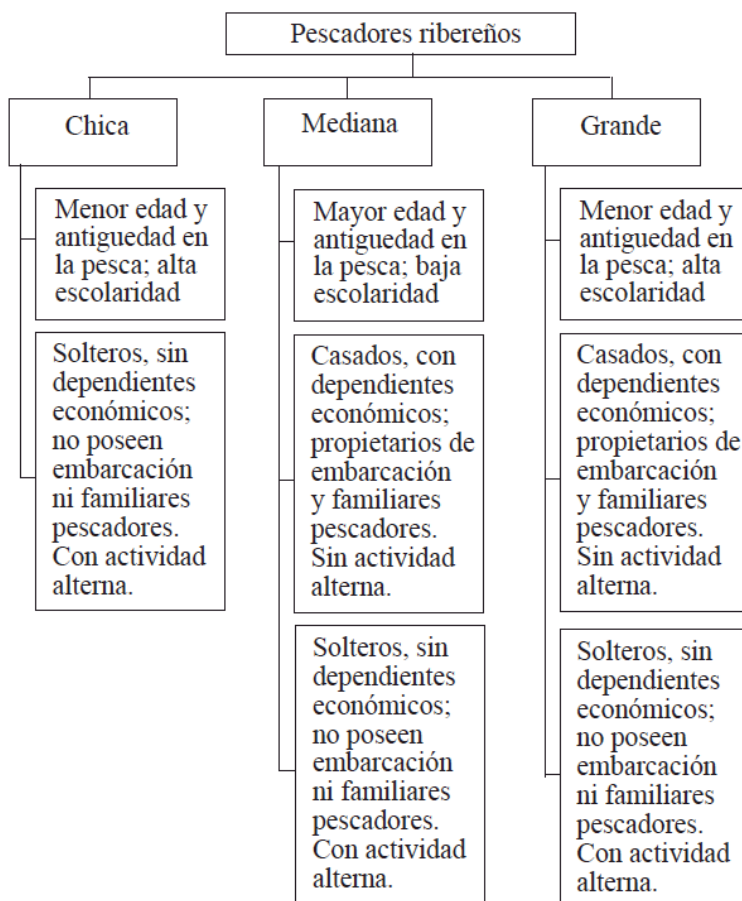 Pescadores ribereños
Chica
Menor edad y
antiguedad en
la pesca; alta
escolaridad
Solteros, sin
dependientes
económicos;
no poseen
embarcación
ni familiares
pescadores.
Con actividad
alterna.
Mediana
Mayor edad y
antiguedad en
la pesca; baja
escolaridad
Casados, con
dependientes
económicos;
propietarios de
embarcación
y familiares
pescadores.
Sin actividad
alterna.
Solteros, sin
dependientes
económicos;
no poseen
embarcación
ni familiares
pescadores.
Con actividad
alterna.
Grande
Menor edad y
antiguedad en
la pesca; alta
escolaridad
Casados, con
dependientes
económicos;
propietarios de
embarcación
y familiares
pescadores.
Sin actividad
alterna.
Solteros, sin
dependientes
económicos;
no poseen
embarcación
ni familiares
pescadores.
Con actividad
alterna.